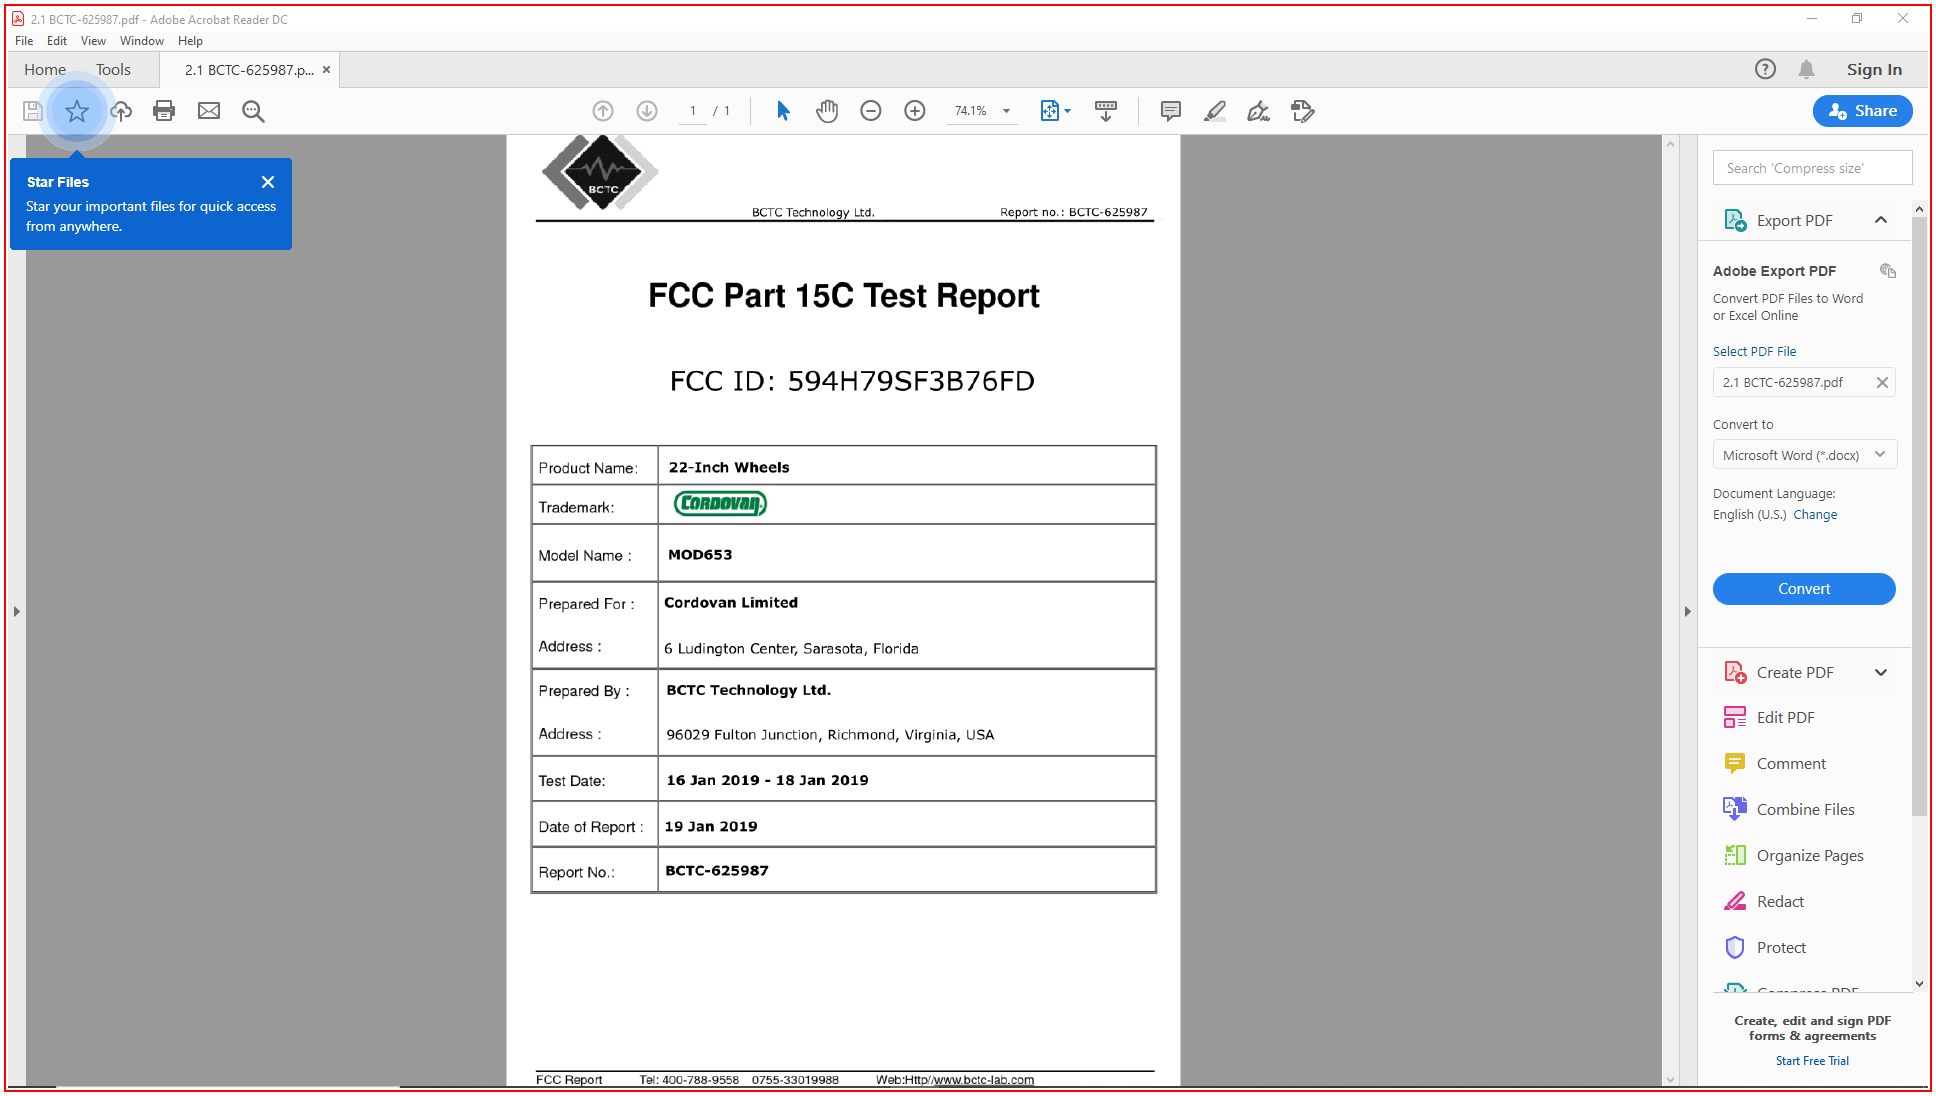 2.1 BCTC-625987.pdf - Adobe Acrobat Reader DC
File Edit View Window Help
Home Tools 2.1 BCTC-625987.p... Sign In
1 / 1 74.1% Share
Star Files
Star your important files for quick access
from anywhere.
BCTC
BCTC Technology Ltd. Report no.: BCTC-625987
FCC Part 15C Test Report
FCC ID: 594H79SF3B76FD
Product Name: 22-Inch Wheels
Trademark: CORDOVAN
Model Name : MOD653
Prepared For : Cordovan Limited
Address : 6 Ludington Center, Sarasota, Florida
Prepared By : BCTC Technology Ltd.
Address : 96029 Fulton Junction, Richmond, Virginia, USA
Test Date: 16 Jan 2019 - 18 Jan 2019
Date of Report : 19 Jan 2019
Report No.: BCTC-625987
FCC Report Tel: 400-788-9558 0755-33019988 Web:Http//www.bctc-lab.com
Search 'Compress size'
Export PDF
Adobe Export PDF
Convert PDF Files to Word
or Excel Online
Select PDF File
2.1 BCTC-625987.pdf
Convert to
Microsoft Word (*.docx)
Document Language:
English (U.S.) Change
Convert
Create PDF
Edit PDF
Comment
Combine Files
Organize Pages
Redact
Protect
Compress PDF
Create, edit and sign PDF
forms & agreements
Start Free Trial